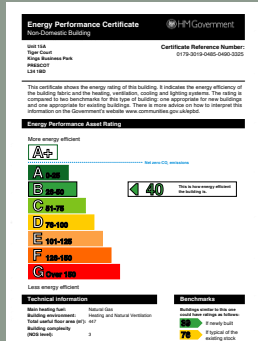 Energy Performance Certificate
Non-Domestic Building
HM Government
Unit 15A
Tiger Court
Kings Business Park
PRESCOT
L34 1BD
Certificate Reference Number:
0179-3019-0485-0490-3325
This certificate shows the energy rating of this building. It indicates the energy efficiency of
the building fabric and the heating, ventilation, cooling and lighting systems. The rating is
compared to two benchmarks for this type of building: one appropriate for new buildings
and one appropriate for existing buildings. There is more advice on how to interpret this
information on the Government's website www.communities.gov.uk/epbd.
Energy Performance Asset Rating
More energy efficient
A+
Net zero CO₂ emissions
A 0-25
B 26-50
40
This is how energy efficient
the building is.
C 51-75
D 76-100
E 101-125
F 126-150
G Over 150
Less energy efficient
Technical information
Main heating fuel: Natural Gas
Building environment: Heating and Natural Ventilation
Total useful floor area (m²): 447
Building complexity
(NOS level): 3
Benchmarks
Buildings similar to this one
could have ratings as follows:
If newly built
76
If typical of the
existing stock